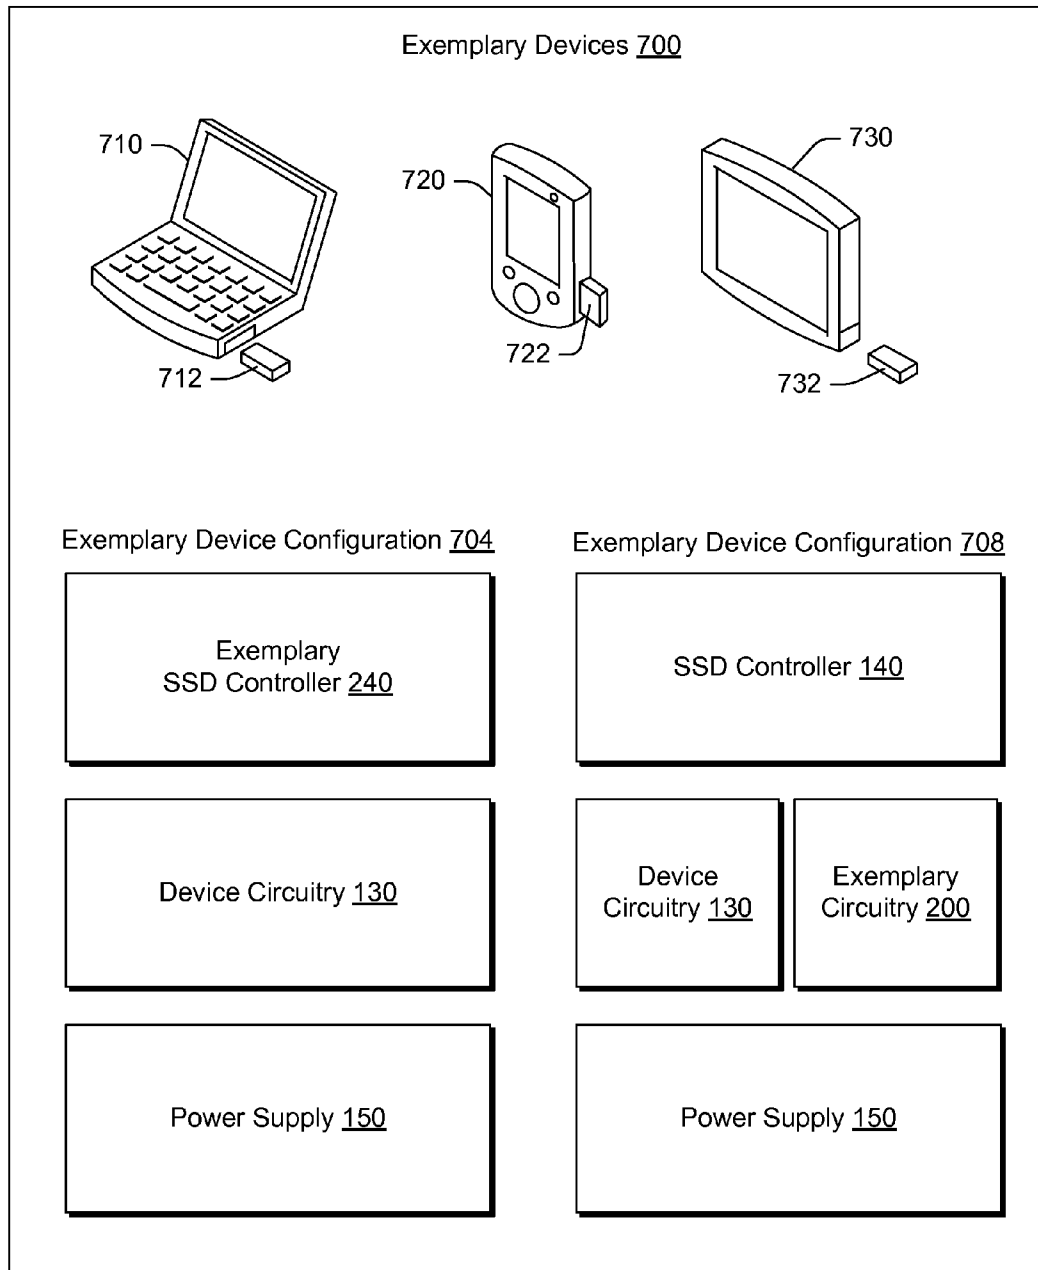 Exemplary Devices 700
710
720
730
712
722
732
Exemplary Device Configuration 704
Exemplary Device Configuration 708
Exemplary
SSD Controller 240
SSD Controller 140
Device Circuitry 130
Device
Circuitry 130
Exemplary
Circuitry 200
Power Supply 150
Power Supply 150